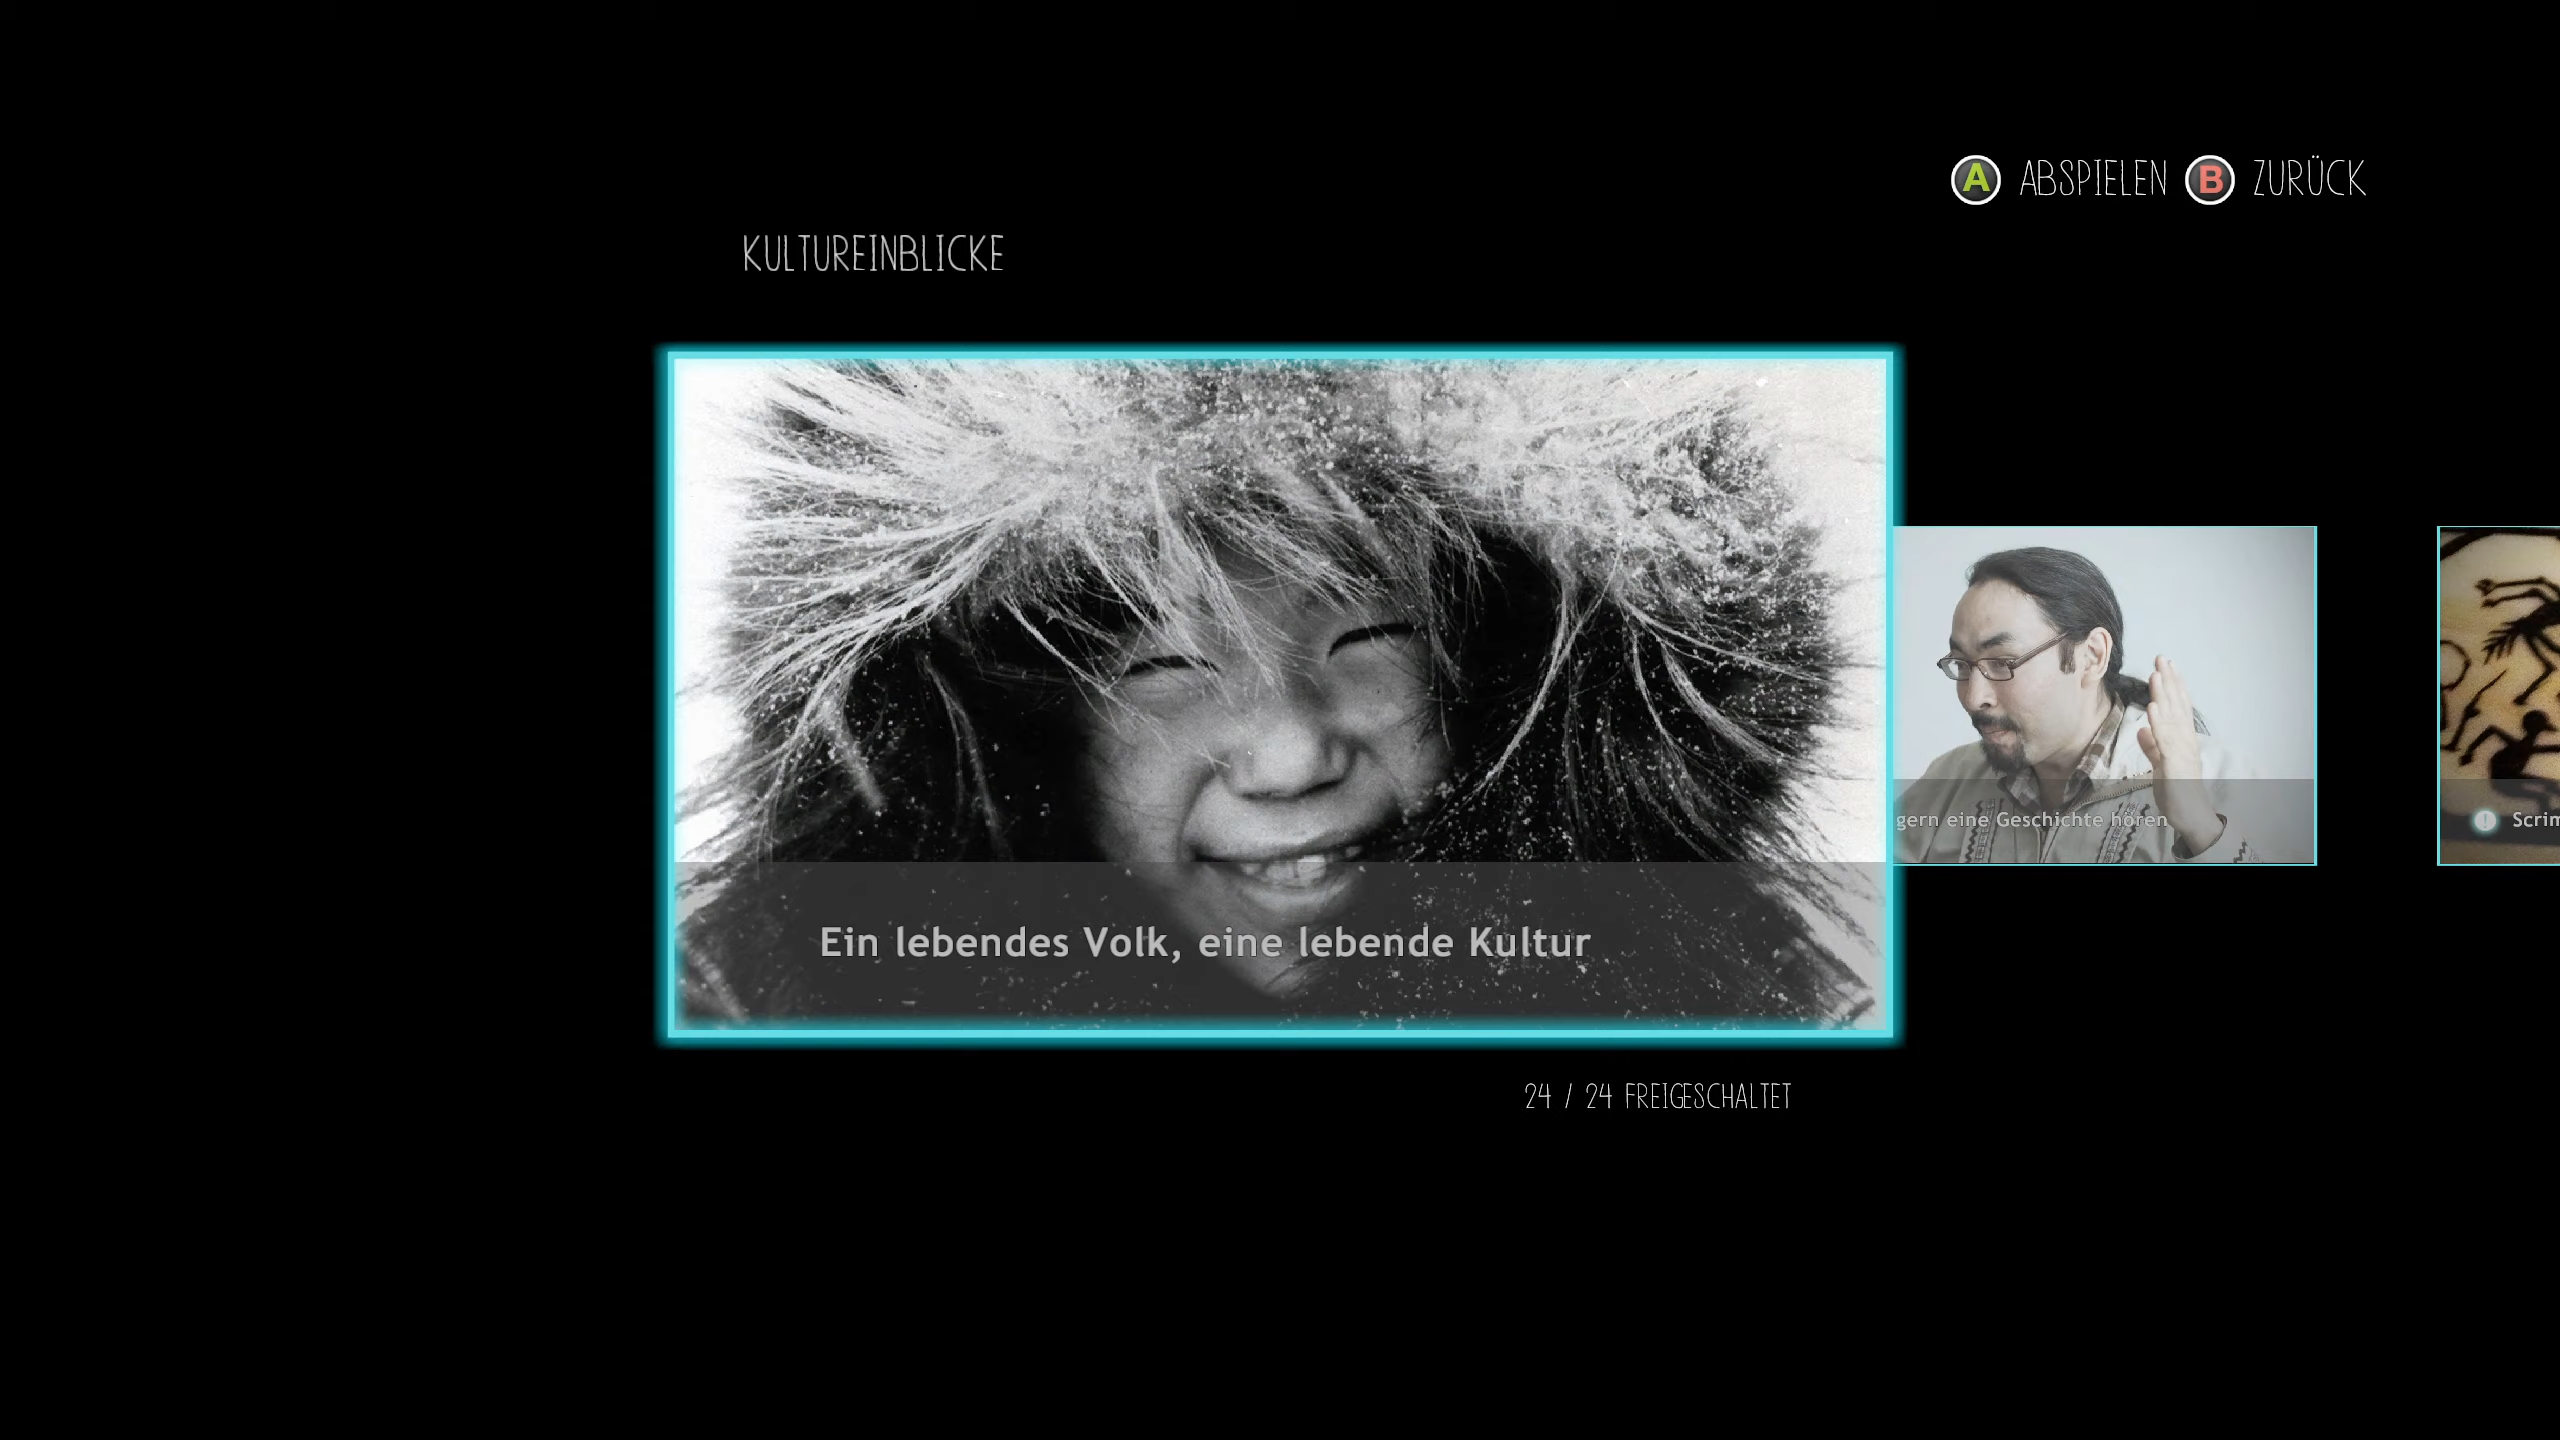 A ABSPIELEN B ZURÜCK
KULTUREINBLICKE
Ein lebendes Volk, eine lebende Kultur
gern eine Geschichte hören
! Scrim
24 / 24 FREIGESCHALTET